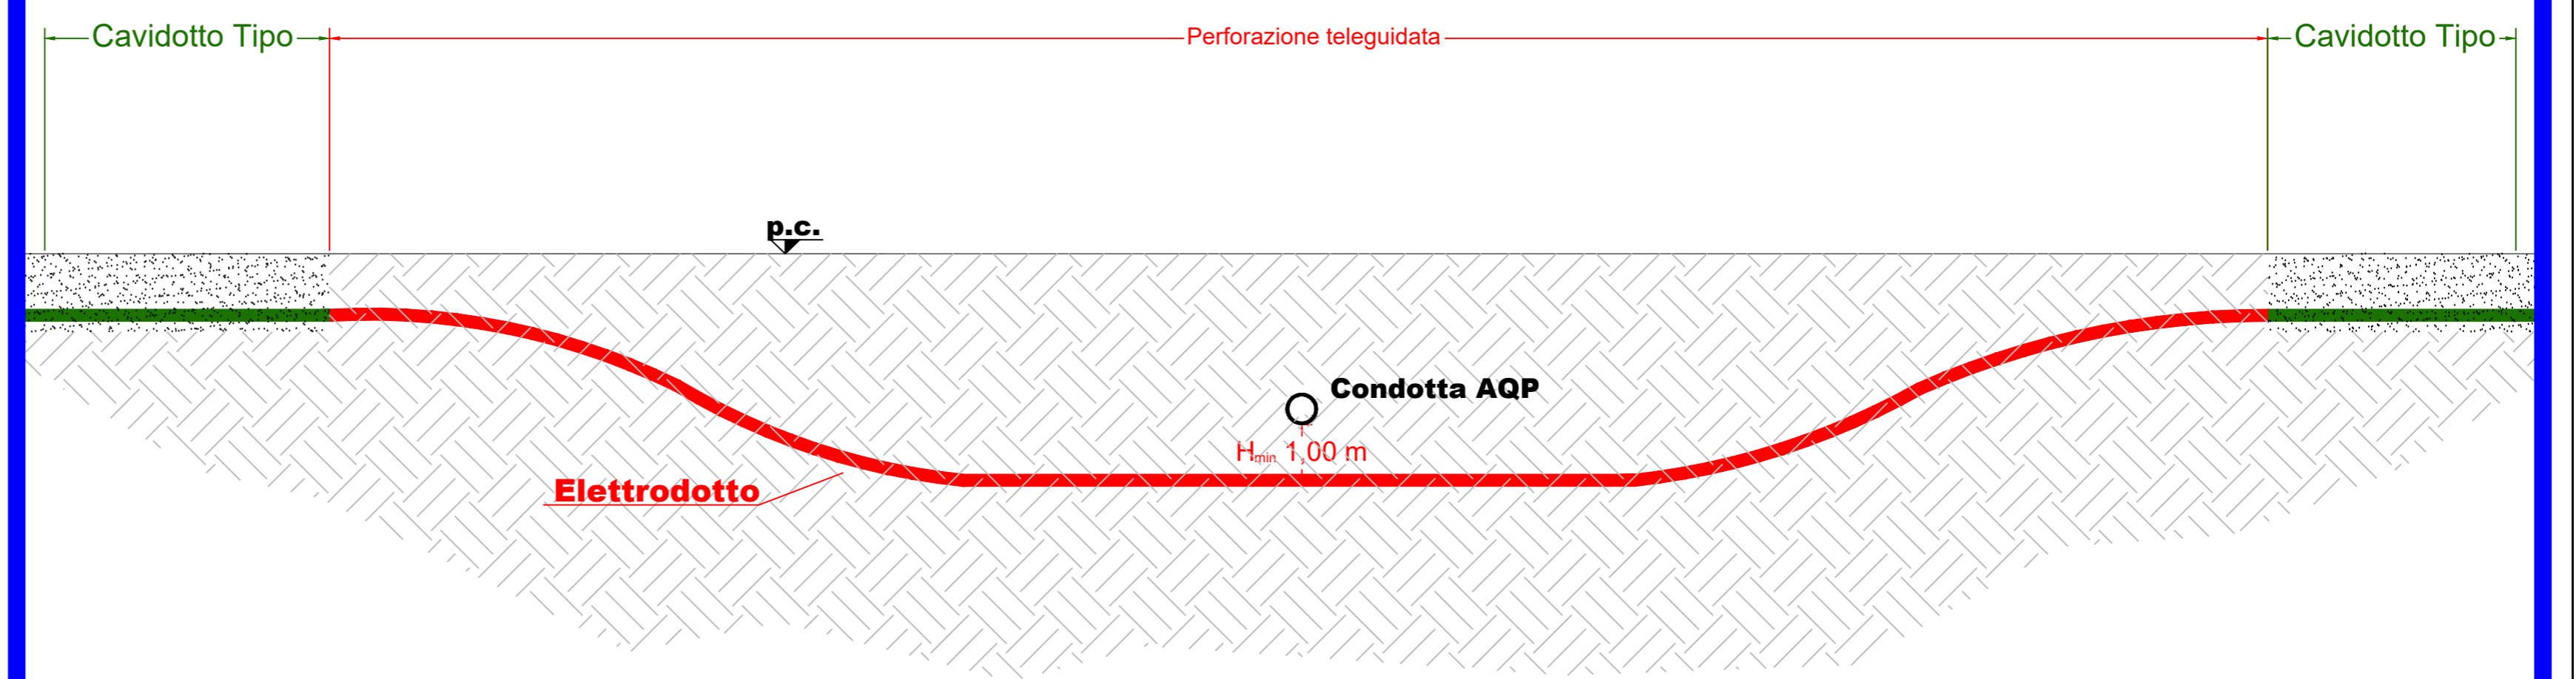 Cavidotto Tipo
Perforazione teleguidata
Cavidotto Tipo
p.c.
Condotta AQP
Hmin 1,00 m
Elettrodotto